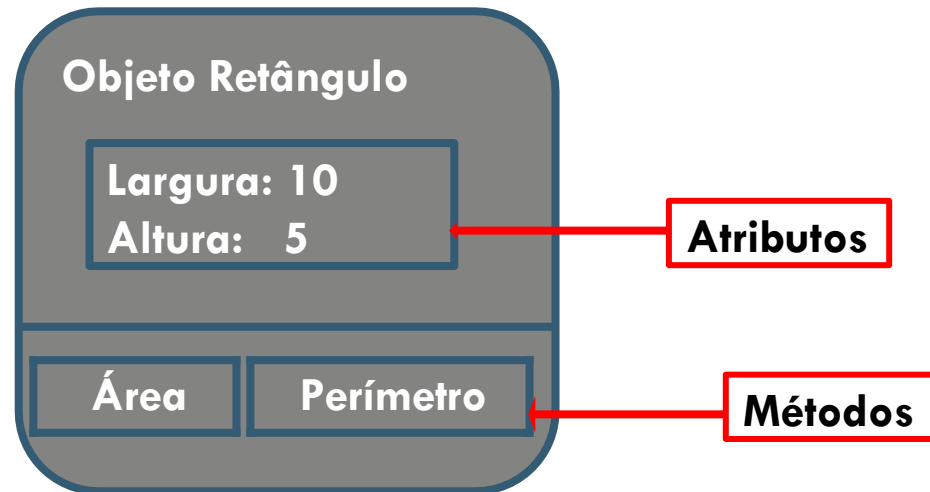 Objeto Retângulo
Largura: 10
Altura: 5
Atributos
Área
Perímetro
Métodos